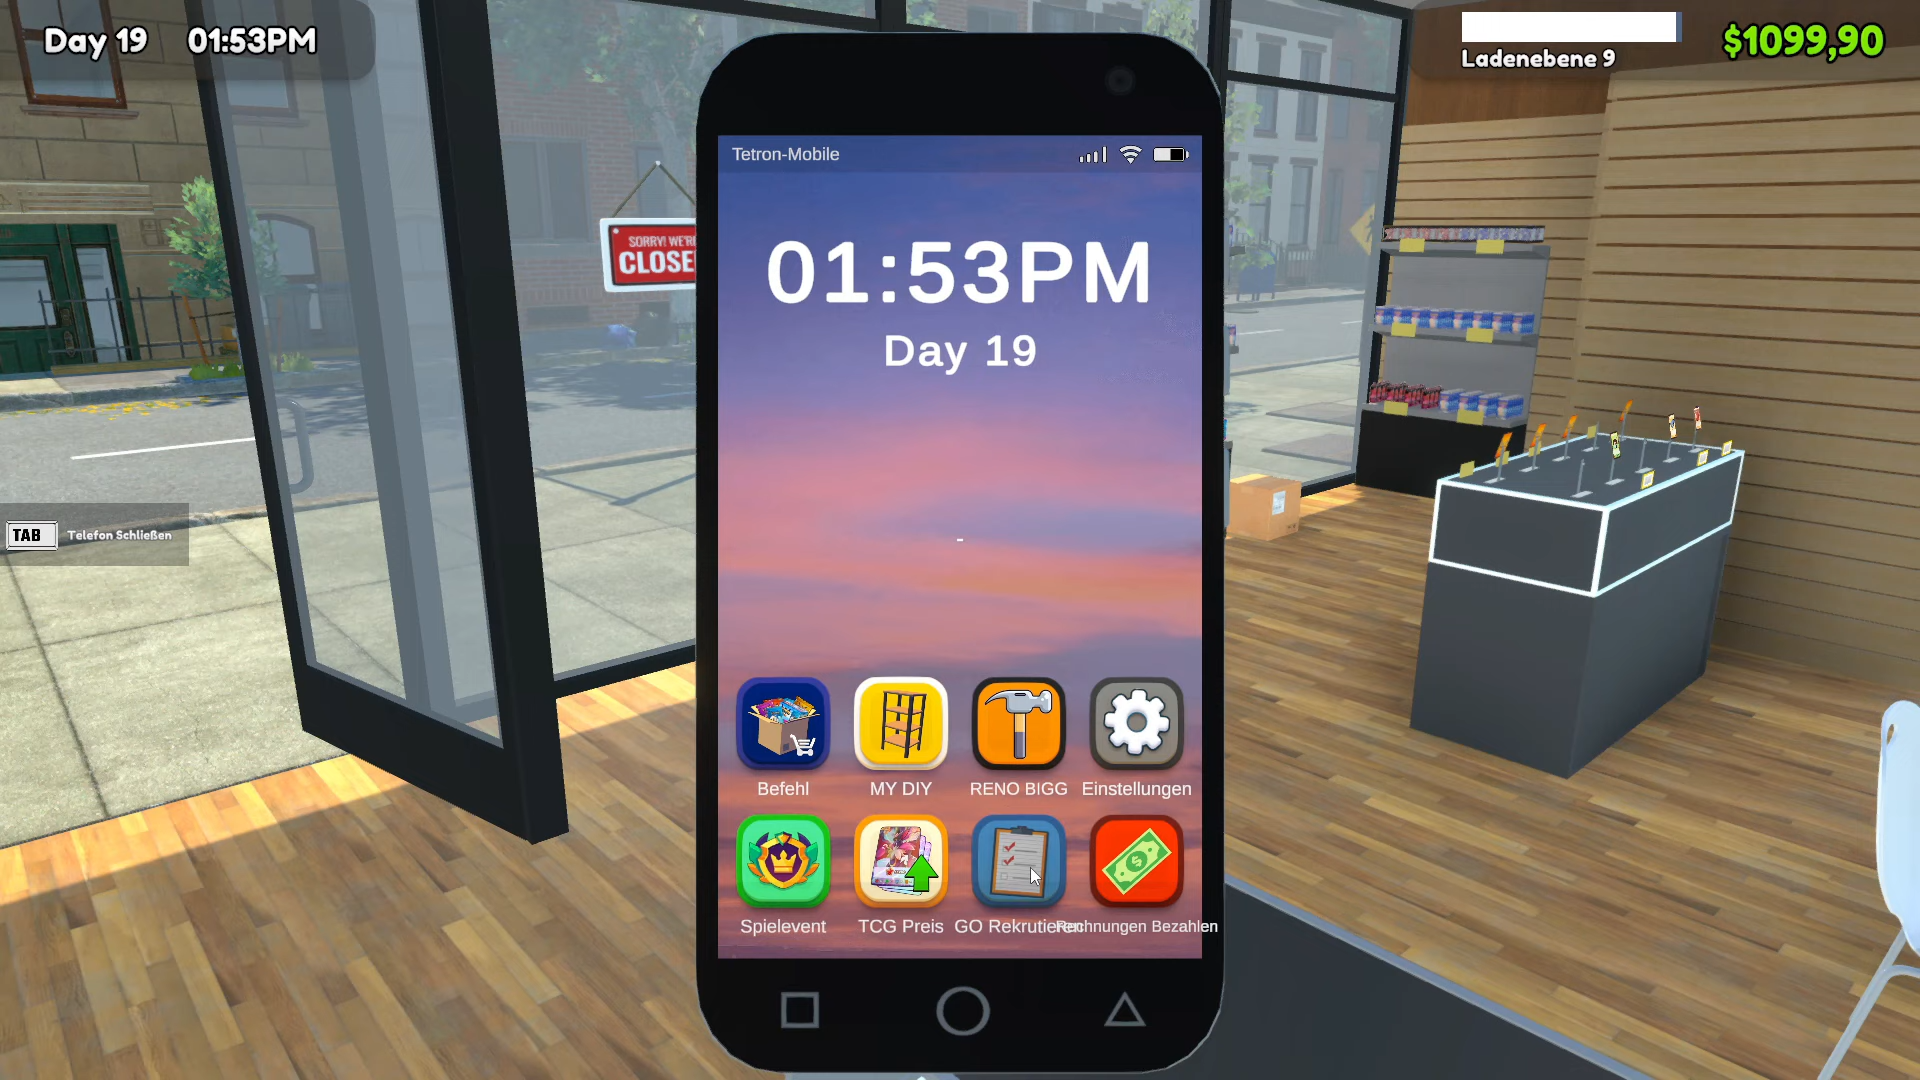 Day 19 01:53PM
Ladenebene 9
$1099,90
Tetron-Mobile
SORRY! WE'R
CLOSE
01:53PM
Day 19
TAB Telefon Schließen
Befehl MY DIY RENO BIGG Einstellungen
Spielevent TCG Preis GO Rekrutieren Rechnungen Bezahlen